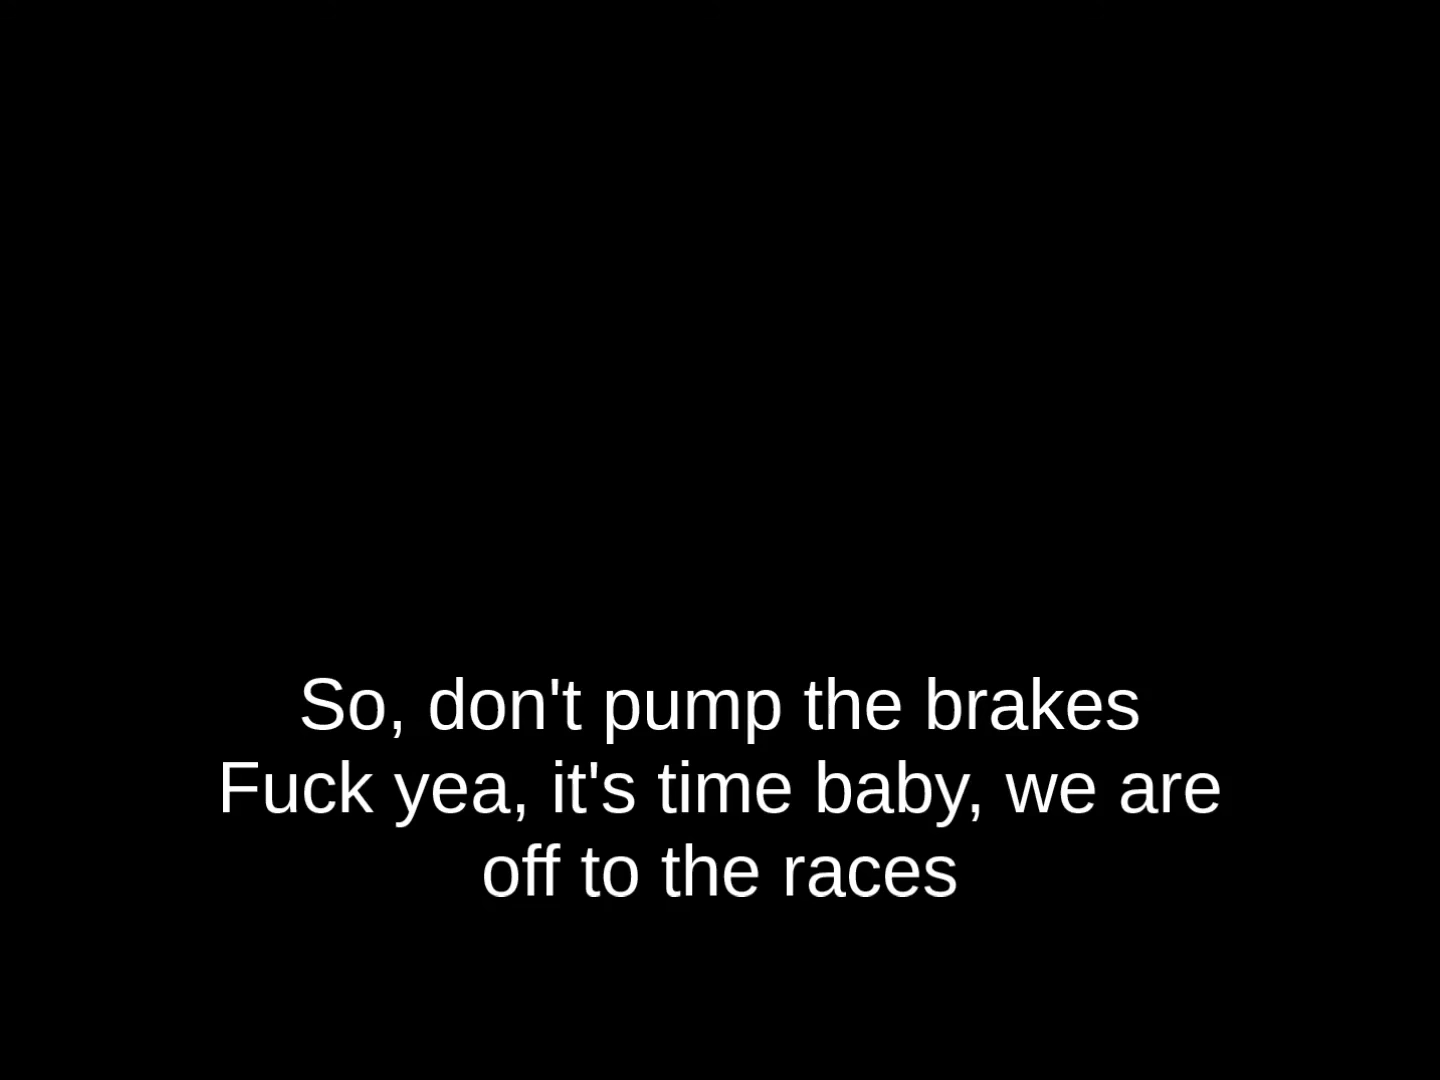 So, don't pump the brakes
Fuck yea, it's time baby, we are
off to the races